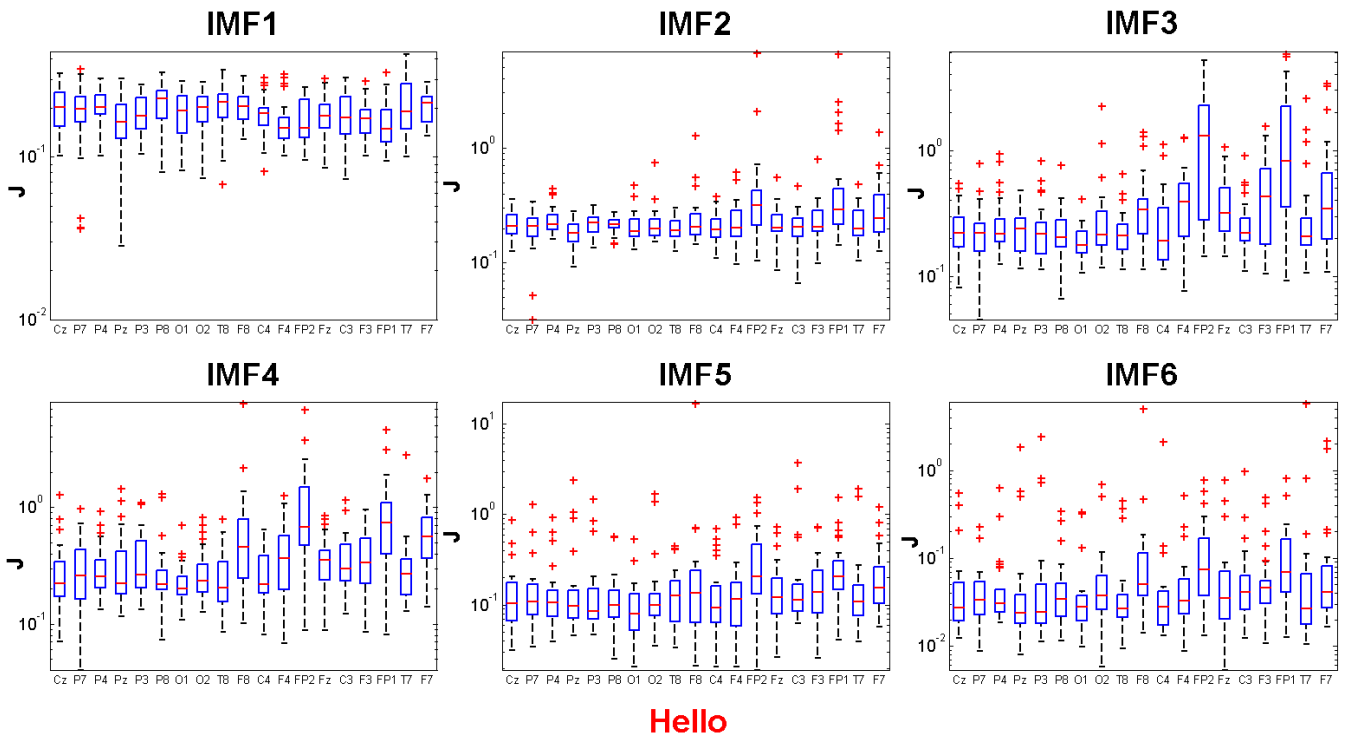 IMF1 IMF2 IMF3
J 10^-1 10^-2
Cz P7 P4 Pz P3 P8 O1 O2 T8 F8 C4 F4 FP2 Fz C3 F3 FP1 T7 F7
J 10^0 10^-1
Cz P7 P4 Pz P3 P8 O1 O2 T8 F8 C4 F4 FP2 Fz C3 F3 FP1 T7 F7
J 10^0 10^-1
Cz P7 P4 Pz P3 P8 O1 O2 T8 F8 C4 F4 FP2 Fz C3 F3 FP1 T7 F7
IMF4 IMF5 IMF6
J 10^0 10^-1
Cz P7 P4 Pz P3 P8 O1 O2 T8 F8 C4 F4 FP2 Fz C3 F3 FP1 T7 F7
J 10^1 10^0 10^-1
Cz P7 P4 Pz P3 P8 O1 O2 T8 F8 C4 F4 FP2 Fz C3 F3 FP1 T7 F7
J 10^0 10^-1 10^-2
Cz P7 P4 Pz P3 P8 O1 O2 T8 F8 C4 F4 FP2 Fz C3 F3 FP1 T7 F7
Hello